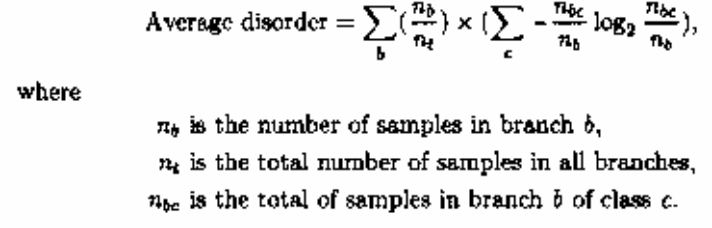 Average disorder = ∑_b (n_b/n_t) × (∑_c −n_bc/n_b log₂ n_bc/n_b),
where
n_b is the number of samples in branch b,
n_t is the total number of samples in all branches,
n_bc is the total of samples in branch b of class c.